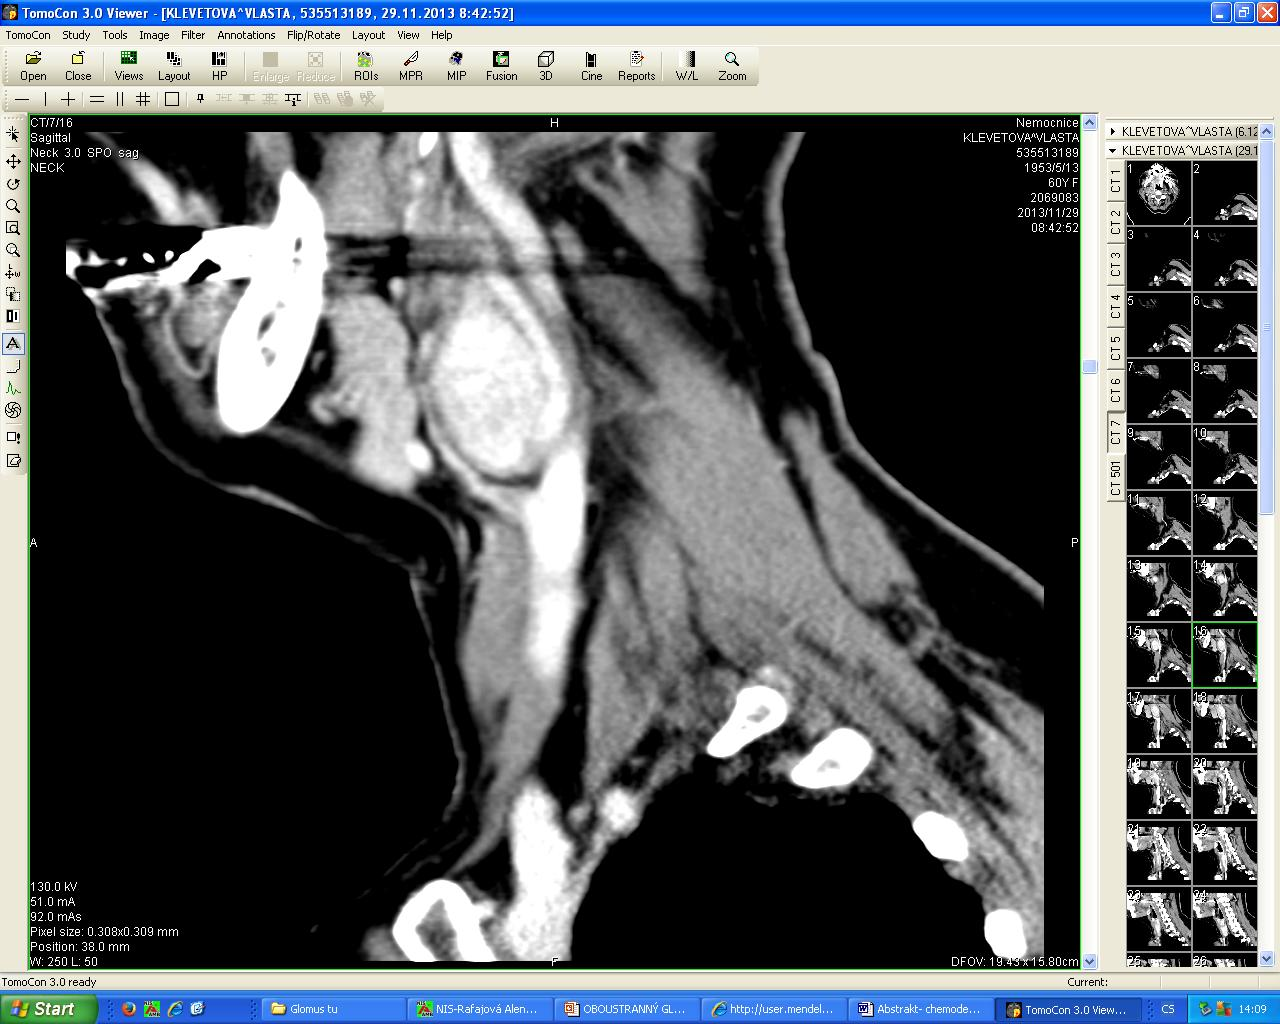 TomoCon 3.0 Viewer - [KLEVETOVA^VLASTA, 535513189, 29.11.2013 8:42:52]
TomoCon Study Tools Image Filter Annotations Flip/Rotate Layout View Help
Open Close Views Layout HP Enlarge Reduce ROIs MPR MIP Fusion 3D Cine Reports W/L Zoom
CT/7/16
Sagittal
Neck 3.0 SPO sag
NECK
H
Nemocnice
KLEVETOVA^VLASTA
535513189
1953/5/13
60Y F
2069083
2013/11/29
08:42:52
A
P
130.0 kV
51.0 mA
92.0 mAs
Pixel size: 0.308x0.309 mm
Position: 38.0 mm
W: 250 L: 50
F
DFOV: 19.43 x 15.80cm
KLEVETOVA^VLASTA (6.12
KLEVETOVA^VLASTA (29.1
CT 1
CT 2
CT 3
CT 4
CT 5
CT 6
CT 7
CT 501
1 2
3 4
5 6
7 8
9 10
11 12
13 14
15 16
17 18
19 20
21 22
23 24
25 26
TomoCon 3.0 ready
Current:
Start
Glomus tu
NIS-Rafajová Alen...
OBOUSTRANNÝ GL...
http://user.mendel...
Abstrakt- chemode...
TomoCon 3.0 View...
CS
14:09